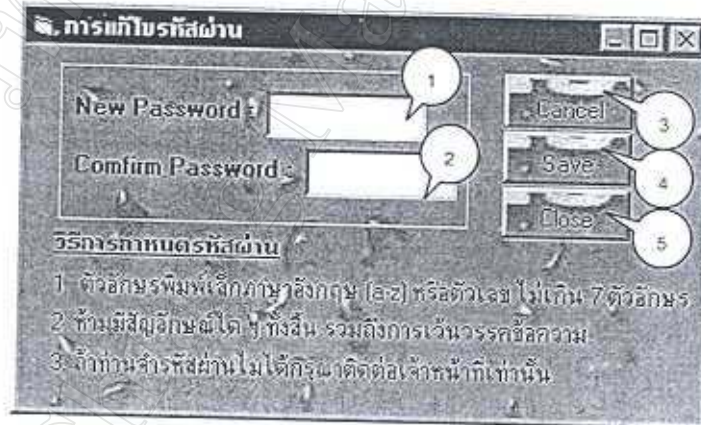 การแก้ไขรหัสผ่าน
New Password :
1
Comfirm Password :
2
Cancel
3
Save
4
Close
5
วิธีการกำหนดรหัสผ่าน
1 ตัวอักษรพิมพ์เล็กภาษาอังกฤษ (a-z) หรือตัวเลข ไม่เกิน 7 ตัวอักษร
2 ห้ามมีสัญลักษณ์ใด ๆ ทั้งสิ้น รวมถึงการเว้นวรรคข้อความ
3 ถ้าท่านจำรหัสผ่านไม่ได้กรุณาติดต่อเจ้าหน้าที่เท่านั้น